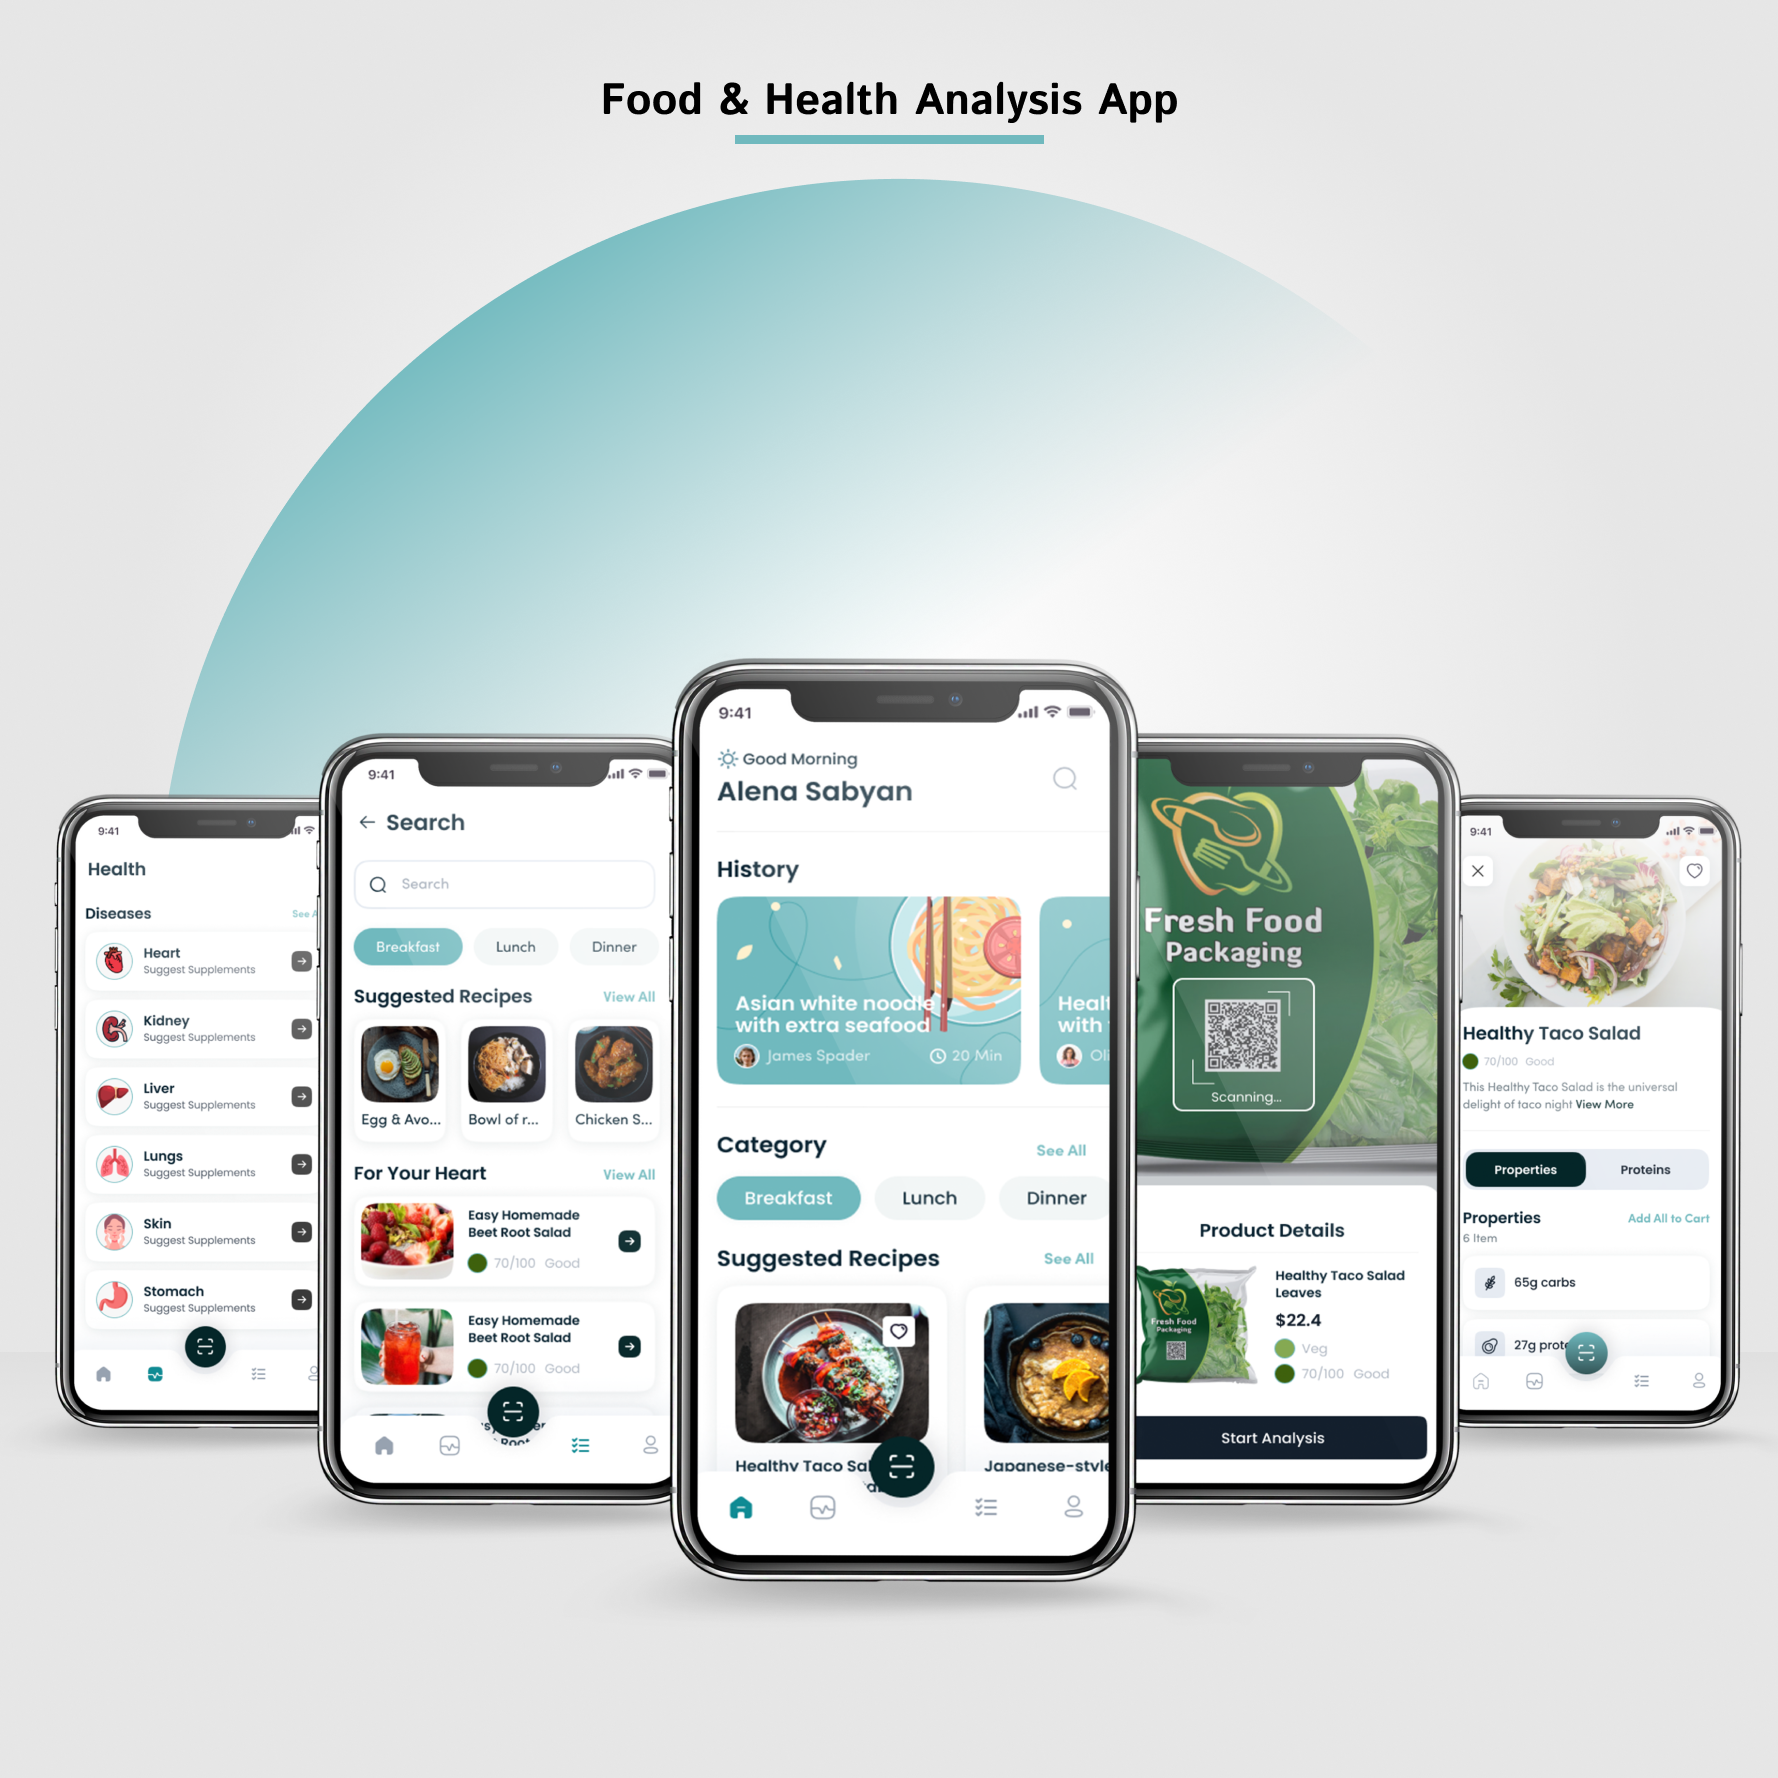 Food & Health Analysis App
9:41
Health
Diseases
See A
Heart
Suggest Supplements
Kidney
Suggest Supplements
Liver
Suggest Supplements
Lungs
Suggest Supplements
Skin
Suggest Supplements
Stomach
Suggest Supplements
9:41
Search
Search
Breakfast
Lunch
Dinner
Suggested Recipes
View All
Egg & Avo...
Bowl of r...
Chicken S...
For Your Heart
View All
Easy Homemade
Beet Root Salad
70/100 Good
Easy Homemade
Beet Root Salad
70/100 Good
Root
9:41
Good Morning
Alena Sabyan
History
Asian white noodle
with extra seafood
James Spader
20 Min
Healt
with
Oli
Category
See All
Breakfast
Lunch
Dinner
Suggested Recipes
See All
Healthy Taco Sal
Japanese-style
Fresh Food
Packaging
Scanning...
Product Details
Fresh Food
Packaging
Healthy Taco Salad
Leaves
$22.4
Veg
70/100 Good
Start Analysis
9:41
Healthy Taco Salad
70/100 Good
This Healthy Taco Salad is the universal
delight of taco night View More
Properties
Proteins
Properties
Add All to Cart
6 Item
65g carbs
27g prote